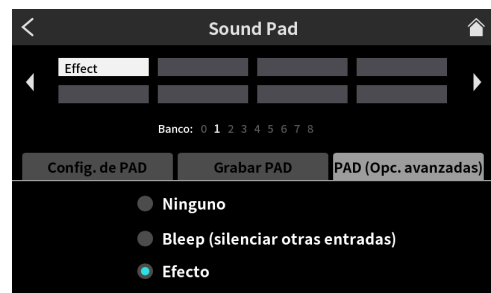 Sound Pad
Effect
Banco: 0 1 2 3 4 5 6 7 8
Config. de PAD Grabar PAD PAD (Opc. avanzadas)
Ninguno
Bleep (silenciar otras entradas)
Efecto